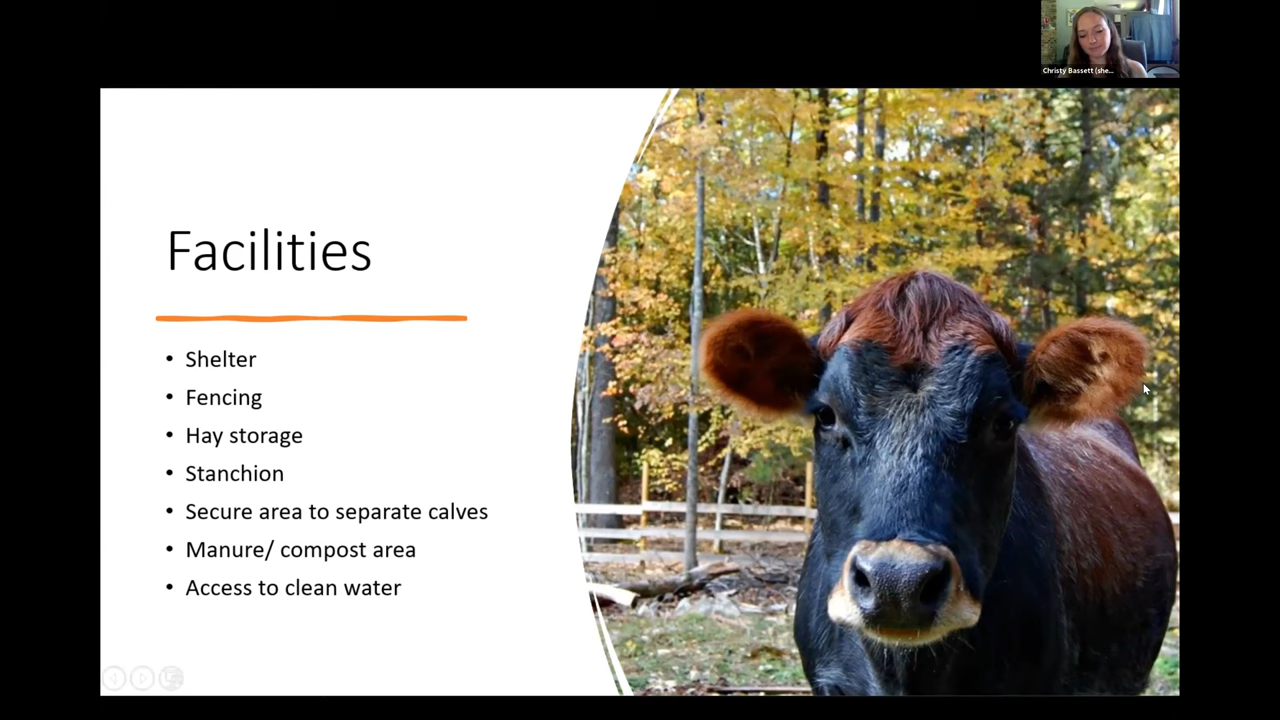 Christy Bassett (she...
Facilities
• Shelter
• Fencing
• Hay storage
• Stanchion
• Secure area to separate calves
• Manure/ compost area
• Access to clean water